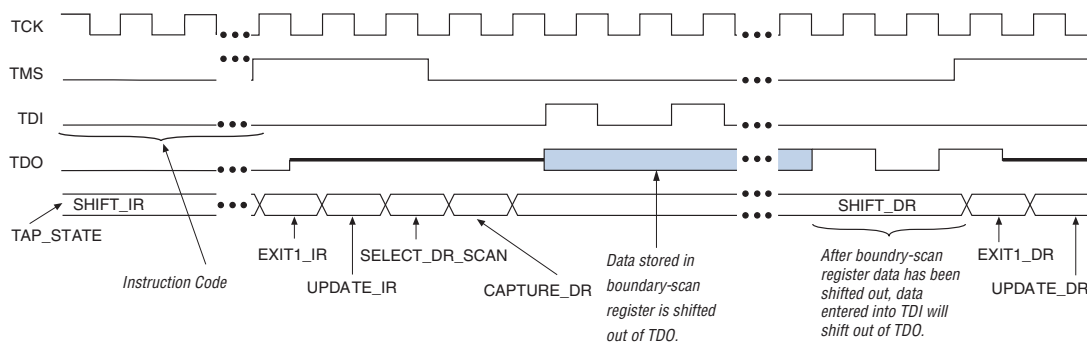 TCK
TMS
TDI
TDO
SHIFT_IR
SHIFT_DR
TAP_STATE
EXIT1_IR
SELECT_DR_SCAN
Instruction Code
UPDATE_IR
CAPTURE_DR
Data stored in
boundary-scan
register is shifted
out of TDO.
After boundry-scan
register data has been
shifted out, data
entered into TDI will
shift out of TDO.
EXIT1_DR
UPDATE_DR